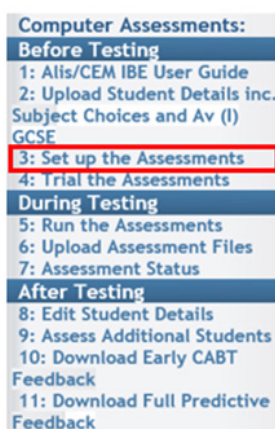 Computer Assessments:
Before Testing
1: Alis/CEM IBE User Guide
2: Upload Student Details inc.
Subject Choices and Av (I)
GCSE
3: Set up the Assessments
4: Trial the Assessments
During Testing
5: Run the Assessments
6: Upload Assessment Files
7: Assessment Status
After Testing
8: Edit Student Details
9: Assess Additional Students
10: Download Early CABT
Feedback
11: Download Full Predictive
Feedback